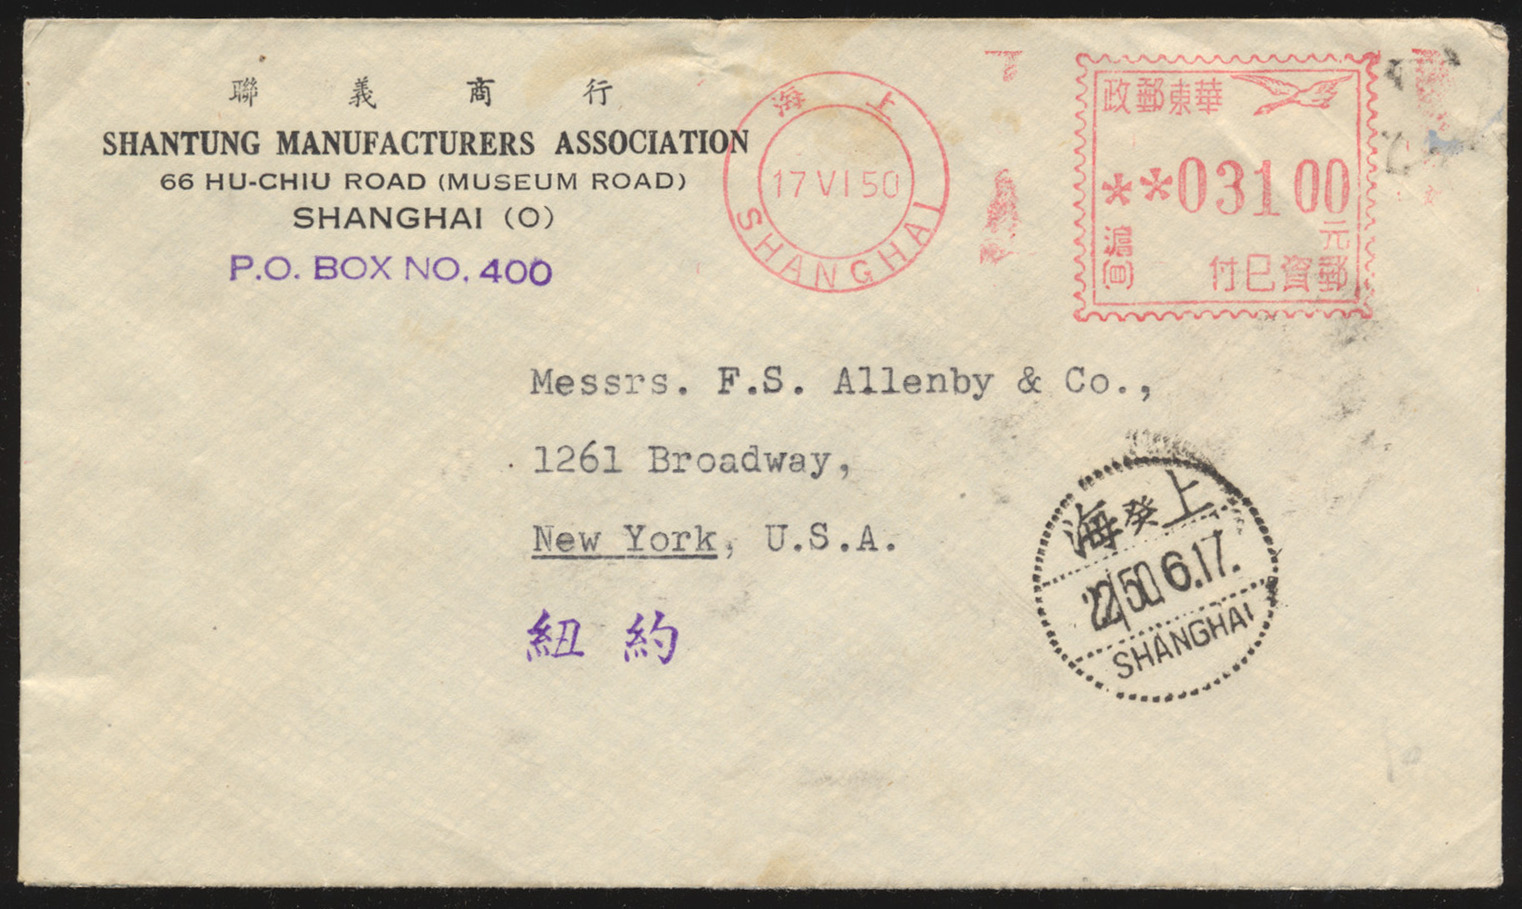 聯義商行
SHANTUNG MANUFACTURERS ASSOCIATION
66 HU-CHIU ROAD (MUSEUM ROAD)
SHANGHAI (O)
P.O. BOX NO. 400
海上
17 VI 50
SHANGHAI
政郵東華
**031 00
元
滬
付已資郵
Messrs. F.S. Allenby & Co.,
1261 Broadway,
New York, U.S.A.
紐約
海癸上
22 50 6.17.
SHANGHAI